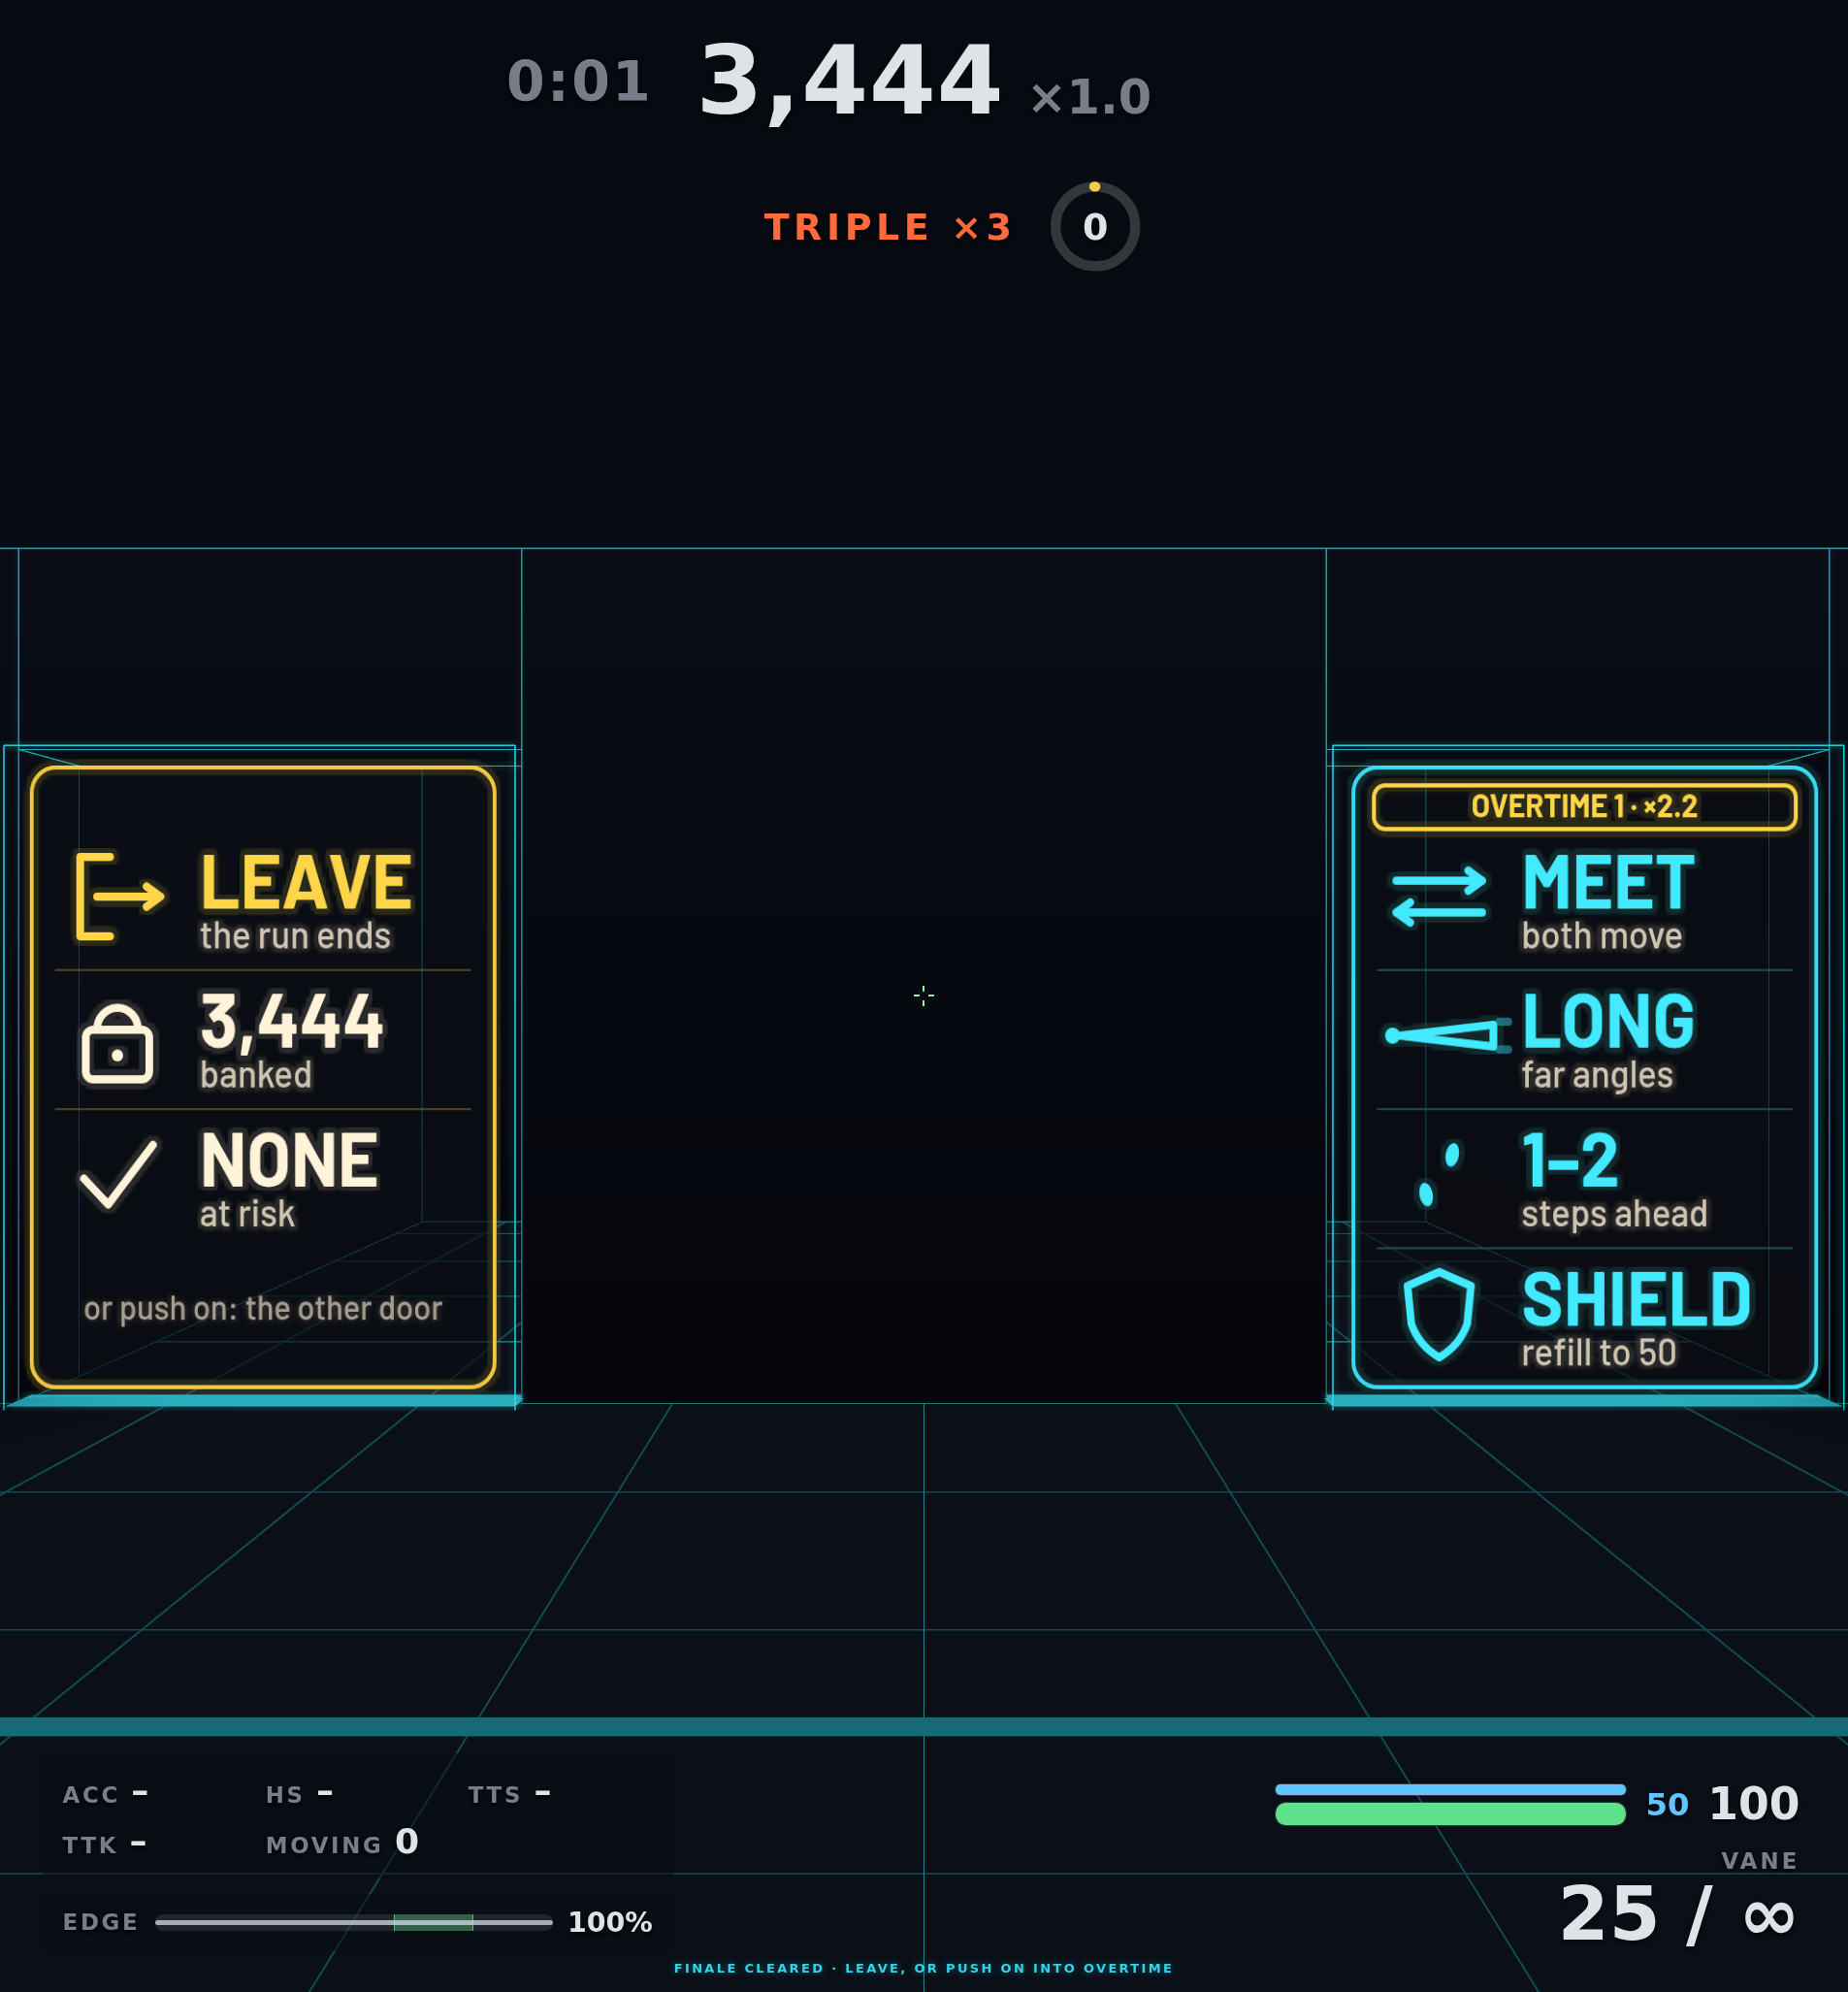 0:01 3,444 ×1.0
TRIPLE ×3 0
LEAVE
the run ends
3,444
banked
NONE
at risk
or push on: the other door
OVERTIME 1 · ×2.2
MEET
both move
LONG
far angles
1–2
steps ahead
SHIELD
refill to 50
ACC – HS – TTS –
TTK – MOVING 0
EDGE 100%
50 100
VANE
25 / ∞
FINALE CLEARED · LEAVE, OR PUSH ON INTO OVERTIME